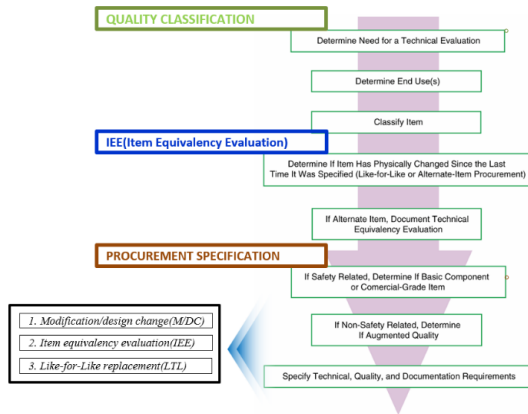 QUALITY CLASSIFICATION
Determine Need for a Technical Evaluation
Determine End Use(s)
Classify Item
IEE(Item Equivalency Evaluation)
Determine If Item Has Physically Changed Since the Last
Time It Was Specified (Like-for-Like or Alternate-Item Procurement)
If Alternate Item, Document Technical
Equivalency Evaluation
PROCUREMENT SPECIFICATION
If Safety Related, Determine If Basic Component
or Comercial-Grade Item
1. Modification/design change(M/DC)
2. Item equivalency evaluation(IEE)
3. Like-for-Like replacement(LTL)
If Non-Safety Related, Determine
If Augmented Quality
Specify Technical, Quality, and Documentation Requirements